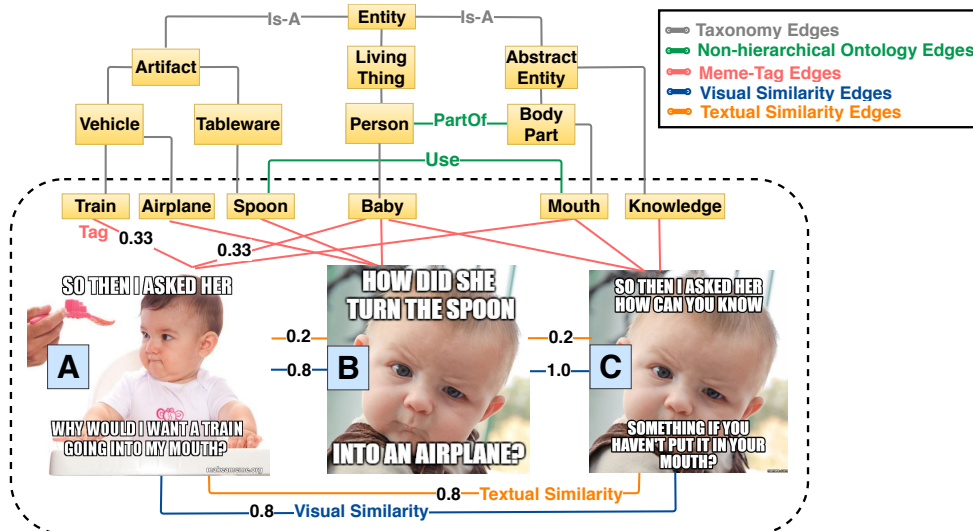 Entity
Is-A
Is-A
Artifact
Living
Thing
Abstract
Entity
Vehicle
Tableware
Person
PartOf
Body
Part
Use
Train
Airplane
Spoon
Baby
Mouth
Knowledge
Tag
0.33
0.33
Taxonomy Edges
Non-hierarchical Ontology Edges
Meme-Tag Edges
Visual Similarity Edges
Textual Similarity Edges
SO THEN I ASKED HER
A
WHY WOULD I WANT A TRAIN
GOING INTO MY MOUTH?
makeameme.org
0.2
0.8
HOW DID SHE
TURN THE SPOON
B
INTO AN AIRPLANE?
0.2
1.0
SO THEN I ASKED HER
HOW CAN YOU KNOW
C
SOMETHING IF YOU
HAVEN'T PUT IT IN YOUR
MOUTH?
0.8 Textual Similarity
0.8 Visual Similarity